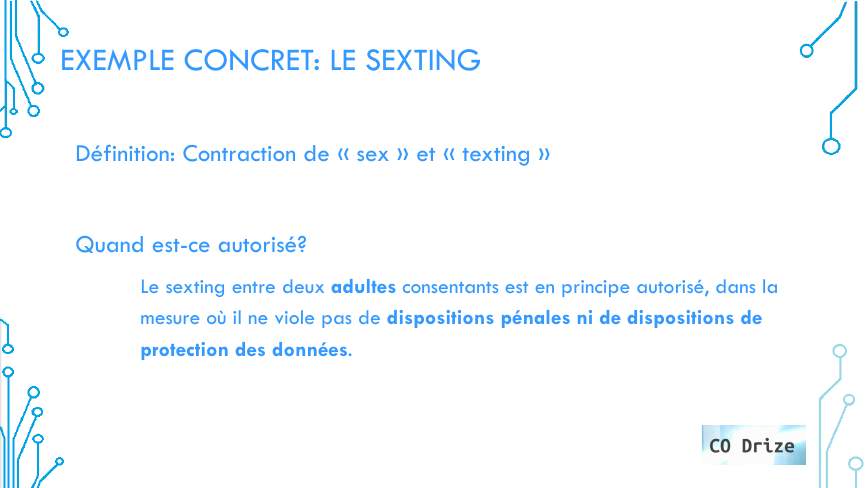 EXEMPLE CONCRET: LE SEXTING
Définition: Contraction de « sex » et « texting »
Quand est-ce autorisé?
Le sexting entre deux adultes consentants est en principe autorisé, dans la
mesure où il ne viole pas de dispositions pénales ni de dispositions de
protection des données.
CO Drize